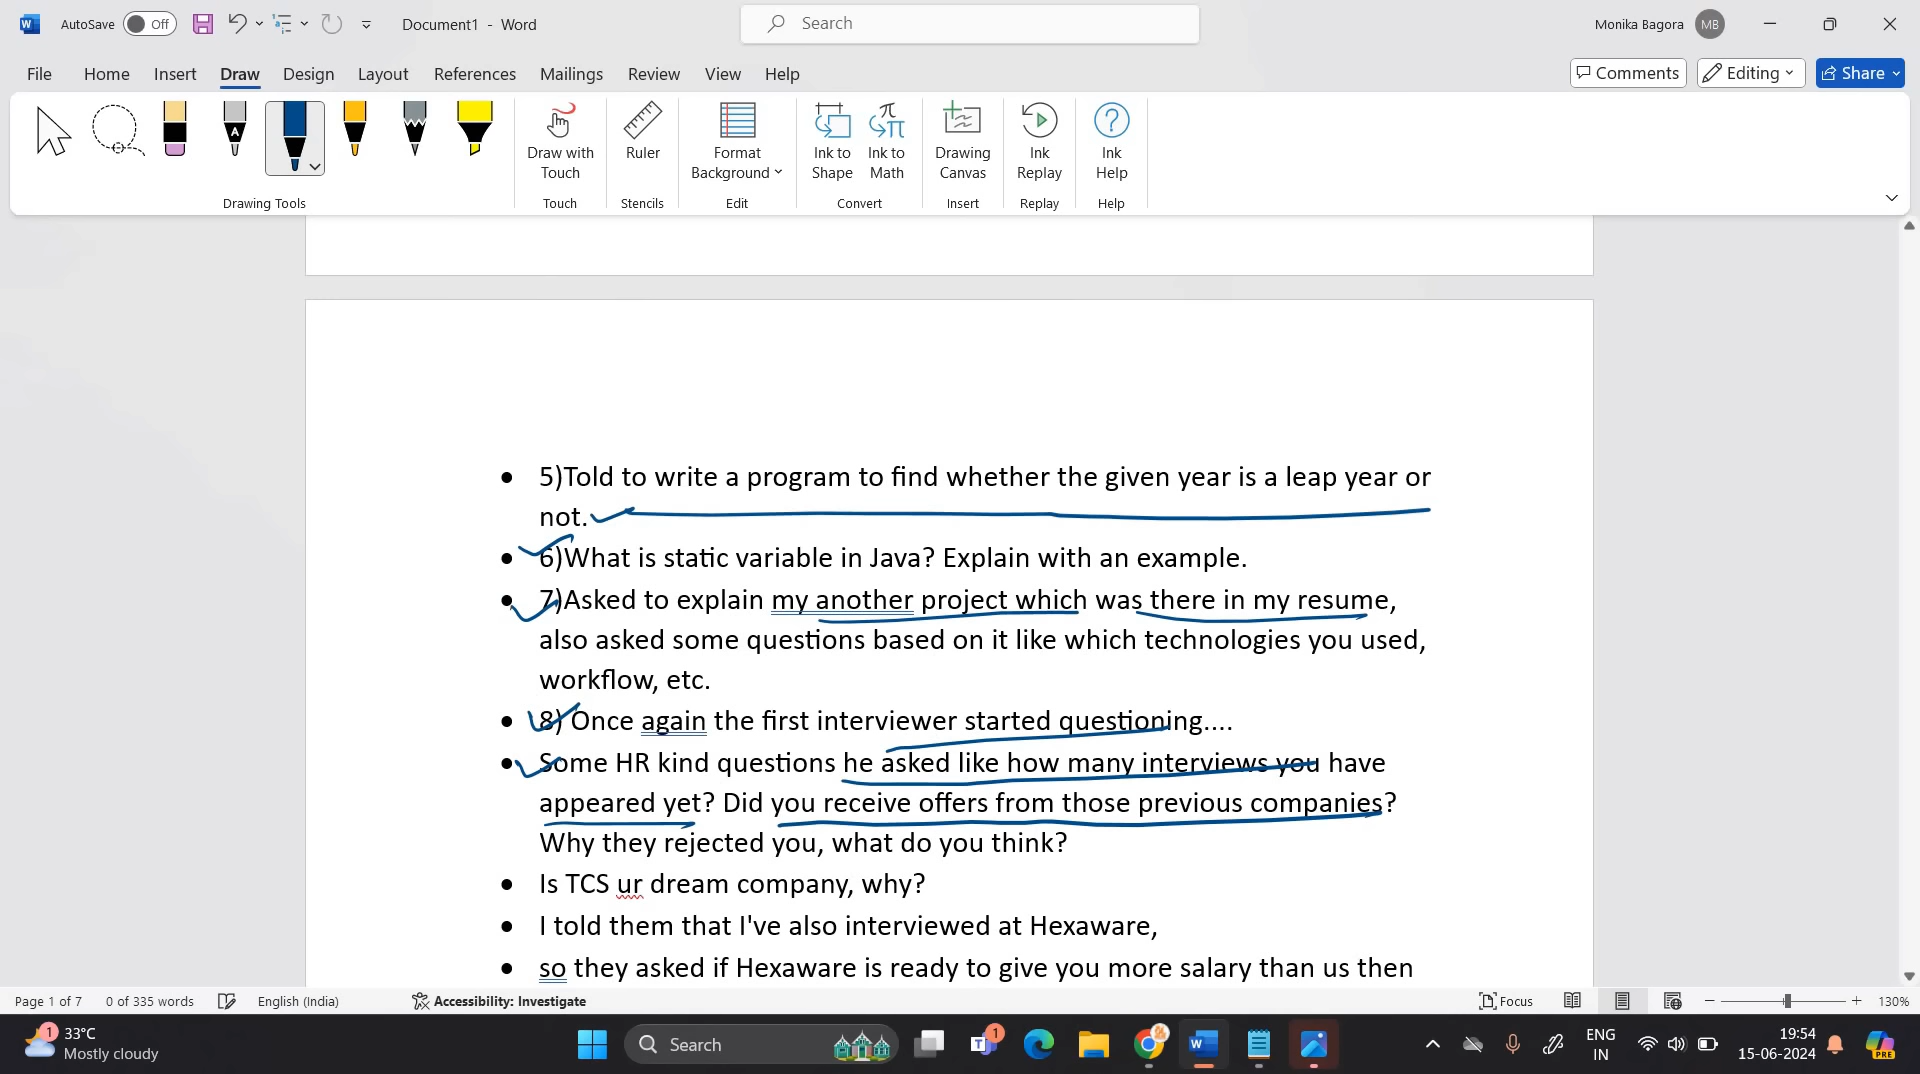 AutoSave Off Document1 - Word Search Monika Bagora MB
File Home Insert Draw Design Layout References Mailings Review View Help Comments Editing Share
A
Draw with Touch Ruler Format Background Ink to Shape Ink to Math Drawing Canvas Ink Replay Ink Help
Drawing Tools Touch Stencils Edit Convert Insert Replay Help
• 5)Told to write a program to find whether the given year is a leap year or
not.
• 6)What is static variable in Java? Explain with an example.
• 7)Asked to explain my another project which was there in my resume,
also asked some questions based on it like which technologies you used,
workflow, etc.
• 8) Once again the first interviewer started questioning....
• Some HR kind questions he asked like how many interviews you have
appeared yet? Did you receive offers from those previous companies?
Why they rejected you, what do you think?
• Is TCS ur dream company, why?
• I told them that I've also interviewed at Hexaware,
• so they asked if Hexaware is ready to give you more salary than us then
Page 1 of 7 0 of 335 words English (India) Accessibility: Investigate Focus 130%
1 33°C
Mostly cloudy
Search 1 ENG
IN
19:54
15-06-2024
PRE